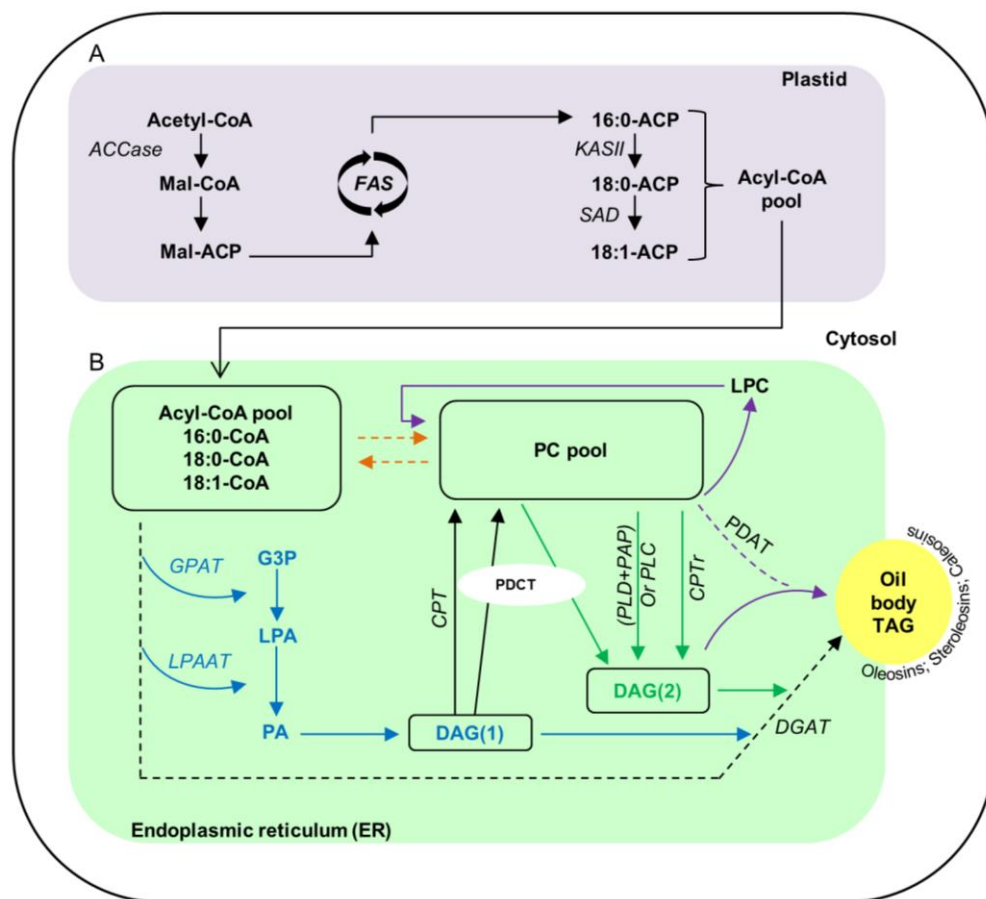 A
Plastid
Acetyl-CoA
ACCase
Mal-CoA
Mal-ACP
FAS
16:0-ACP
KASII
18:0-ACP
SAD
18:1-ACP
Acyl-CoA
pool
Cytosol
B
Acyl-CoA pool
16:0-CoA
18:0-CoA
18:1-CoA
PC pool
LPC
GPAT
G3P
LPA
LPAAT
PA
CPT
PDCT
(PLD+PAP)
Or PLC
CPTr
PDAT
DAG(1)
DAG(2)
DGAT
Oil
body
TAG
Oleosins; Steroleosins; Caleosins
Endoplasmic reticulum (ER)